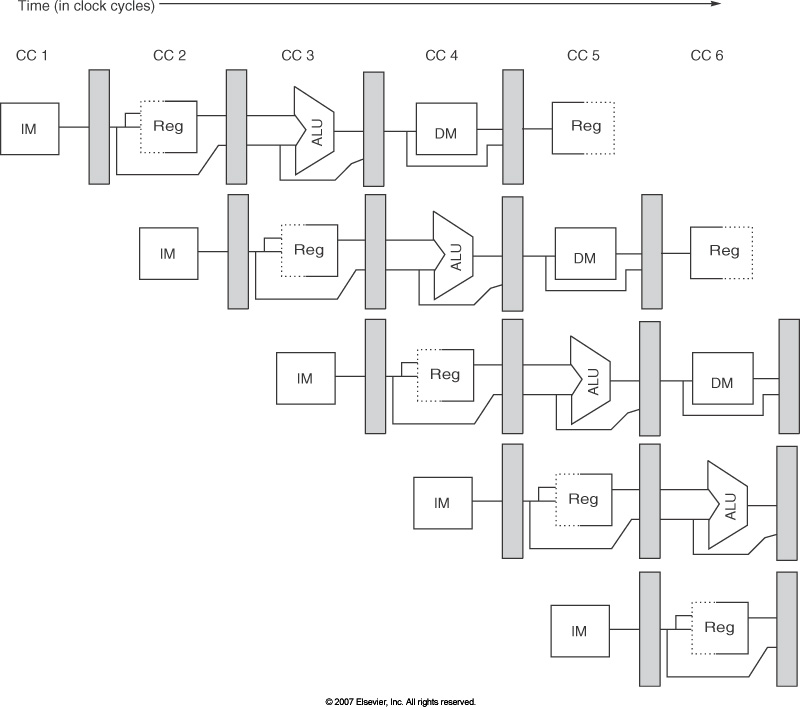 Time (in clock cycles)
CC 1 CC 2 CC 3 CC 4 CC 5 CC 6
IM Reg ALU DM Reg
IM Reg ALU DM Reg
IM Reg ALU DM
IM Reg ALU
IM Reg
© 2007 Elsevier, Inc. All rights reserved.